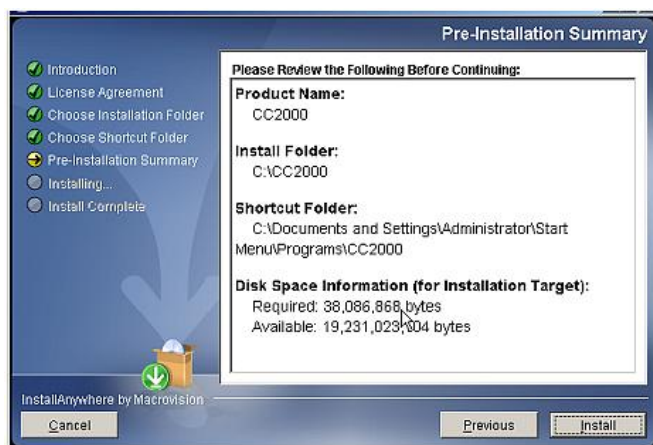 Pre-Installation Summary
Introduction
License Agreement
Choose Installation Folder
Choose Shortcut Folder
Pre-Installation Summary
Installing...
Install Complete
Please Review the Following Before Continuing:
Product Name:
CC2000
Install Folder:
C:\CC2000
Shortcut Folder:
C:\Documents and Settings\Administrator\Start
Menu\Programs\CC2000
Disk Space Information (for Installation Target):
Required: 38,086,868 bytes
Available: bytes
InstallAnywhere by Macrovision
Cancel
Previous
Install